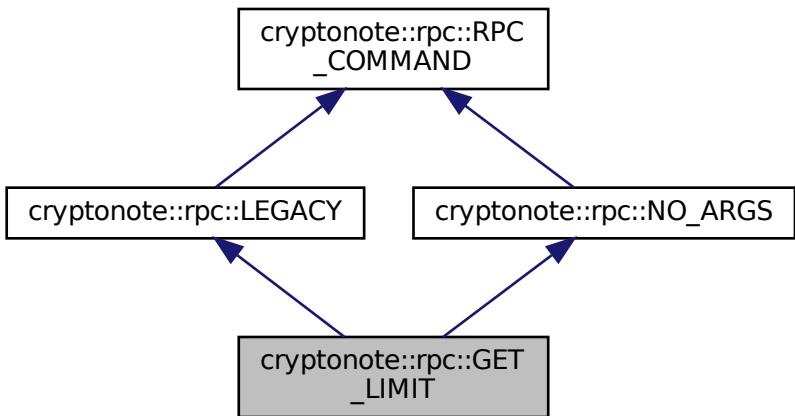 cryptonote::rpc::RPC
_COMMAND
cryptonote::rpc::LEGACY
cryptonote::rpc::NO_ARGS
cryptonote::rpc::GET
_LIMIT